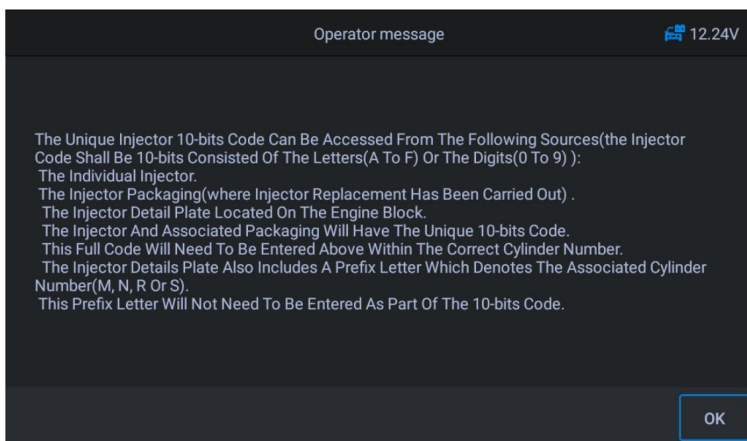 Operator message
12.24V
The Unique Injector 10-bits Code Can Be Accessed From The Following Sources(the Injector
Code Shall Be 10-bits Consisted Of The Letters(A To F) Or The Digits(0 To 9) ):
The Individual Injector.
The Injector Packaging(where Injector Replacement Has Been Carried Out) .
The Injector Detail Plate Located On The Engine Block.
The Injector And Associated Packaging Will Have The Unique 10-bits Code.
This Full Code Will Need To Be Entered Above Within The Correct Cylinder Number.
The Injector Details Plate Also Includes A Prefix Letter Which Denotes The Associated Cylinder
Number(M, N, R Or S).
This Prefix Letter Will Not Need To Be Entered As Part Of The 10-bits Code.
OK